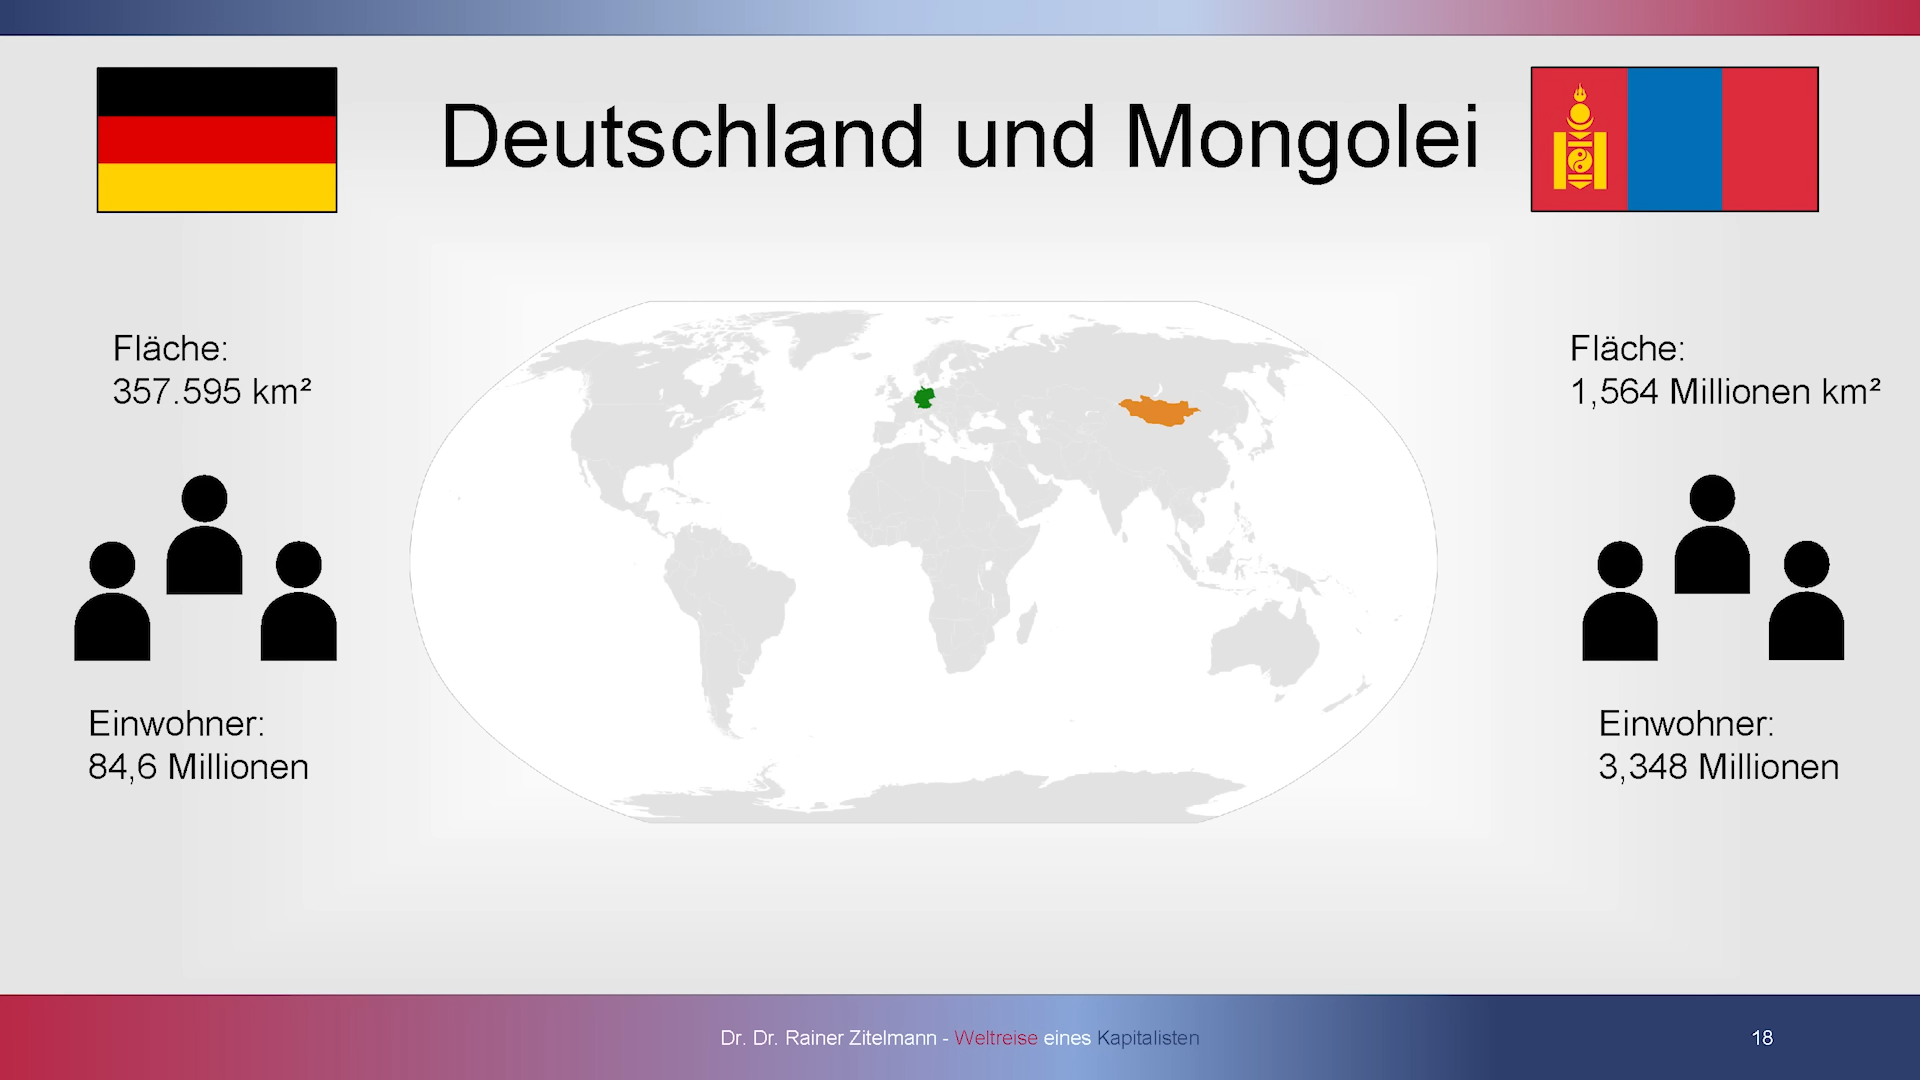 Deutschland und Mongolei
Fläche:
357.595 km²
Einwohner:
84,6 Millionen
Fläche:
1,564 Millionen km²
Einwohner:
3,348 Millionen
Dr. Dr. Rainer Zitelmann - Weltreise eines Kapitalisten
18